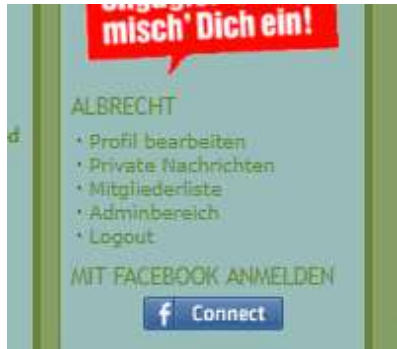 misch' Dich ein!
ALBRECHT
d
• Profil bearbeiten
• Private Nachrichten
• Mitgliederliste
• Adminbereich
• Logout
MIT FACEBOOK ANMELDEN
f Connect